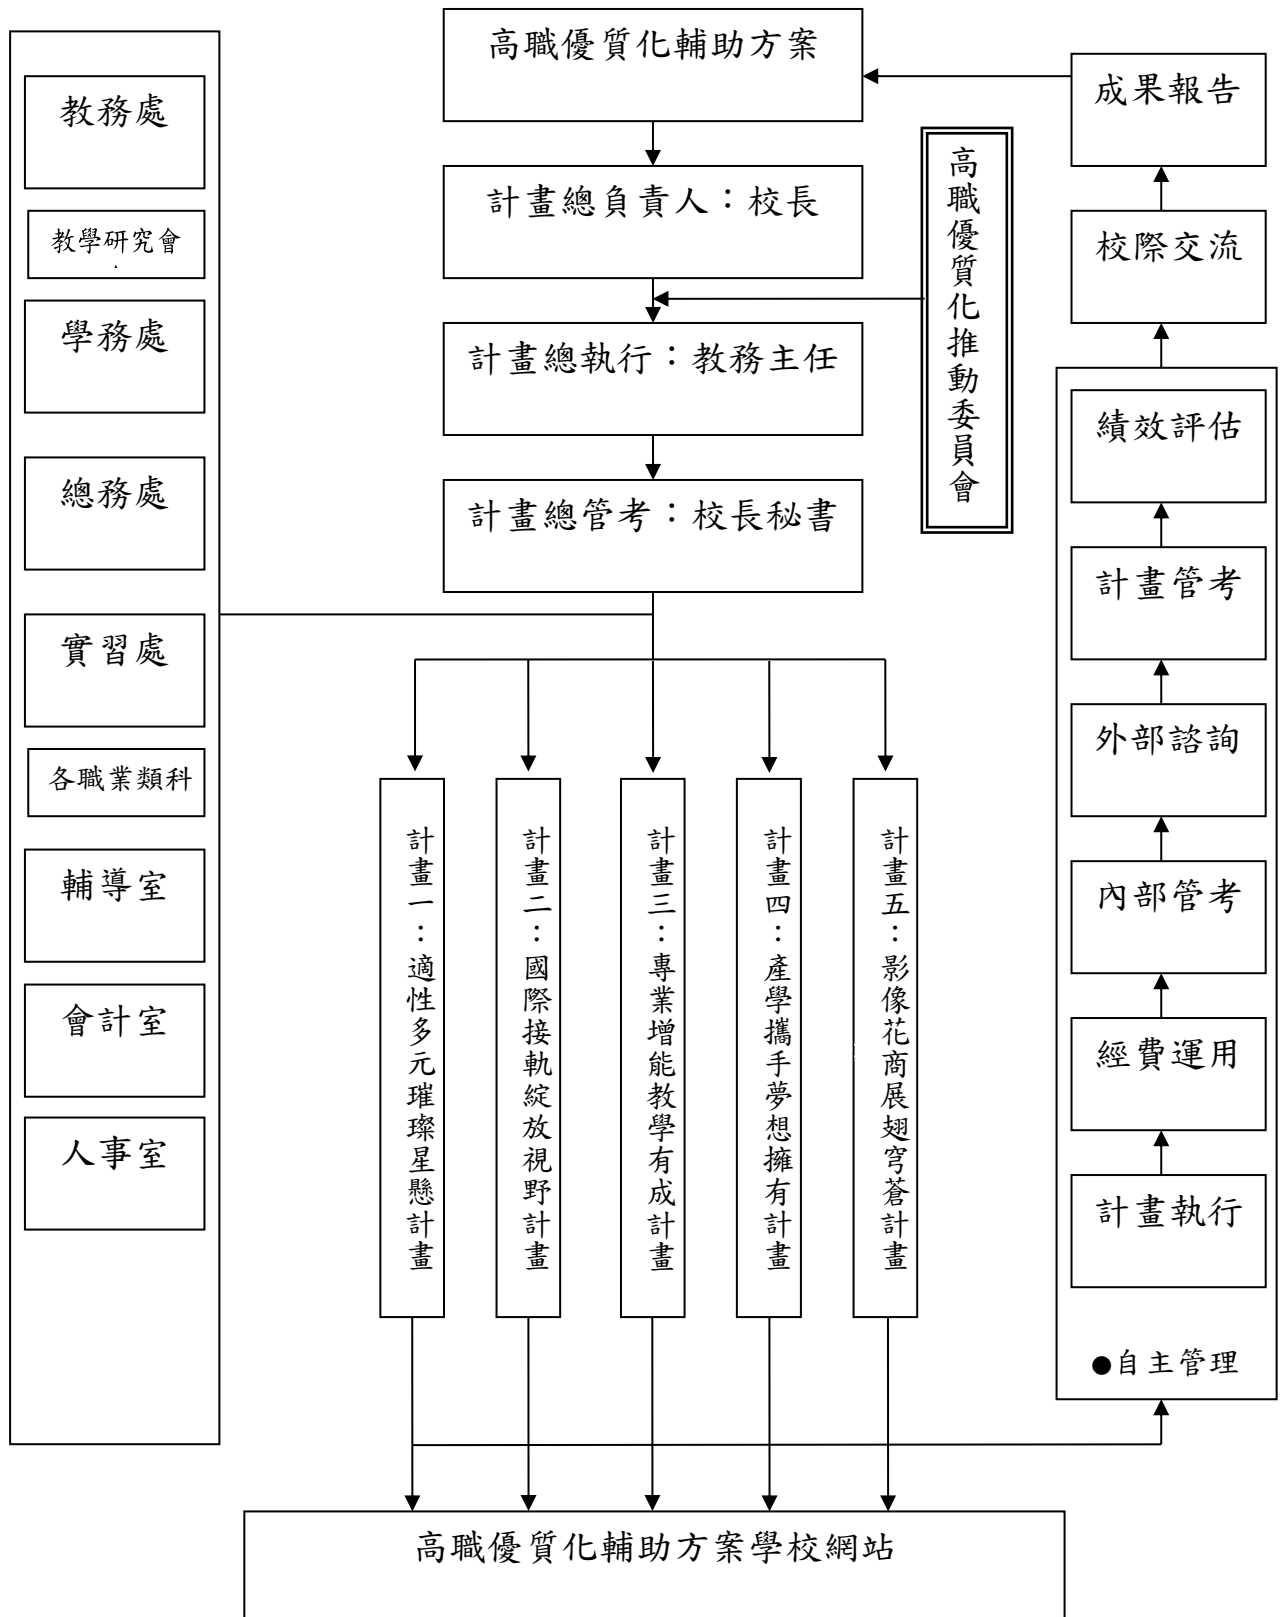 高職優質化輔助方案
計畫總負責人：校長
計畫總執行：教務主任
計畫總管考：校長秘書
高職優質化推動委員會
教務處
教學研究會
學務處
總務處
實習處
各職業類科
輔導室
會計室
人事室
計畫一：適性多元璀璨星懸計畫
計畫二：國際接軌綻放視野計畫
計畫三：專業增能教學有成計畫
計畫四：產學攜手夢想擁有計畫
計畫五：影像花商展翅穹蒼計畫
成果報告
校際交流
績效評估
計畫管考
外部諮詢
內部管考
經費運用
計畫執行
●自主管理
高職優質化輔助方案學校網站